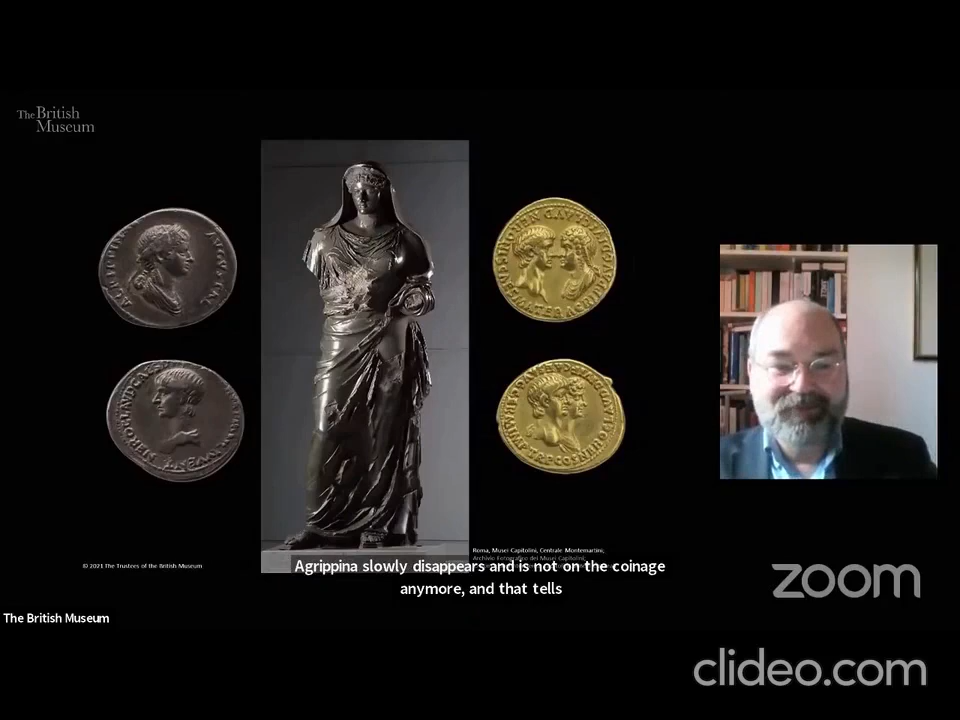 The British
Museum
© 2021 The Trustees of the British Museum
Roma, Musei Capitolini, Centrale Montemartini,
Archivio Fotografico dei Musei Capitolini
Agrippina slowly disappears and is not on the coinage
anymore, and that tells
zoom
The British Museum
clideo.com